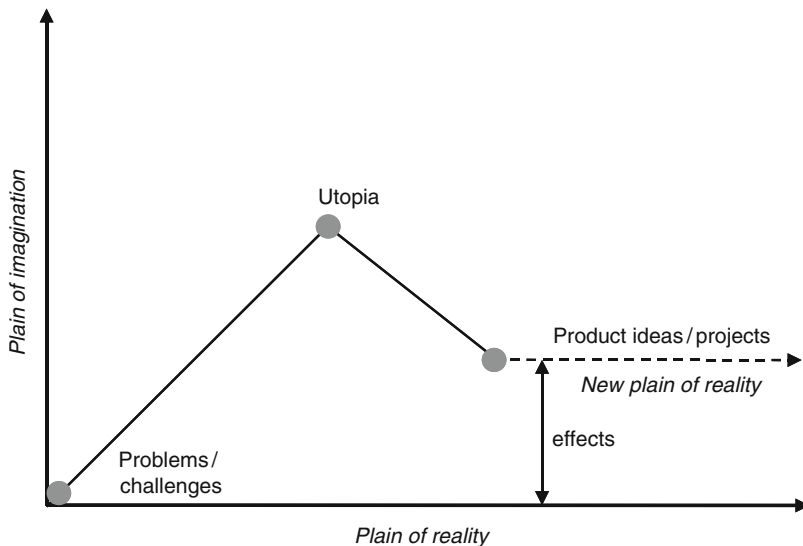 Plain of imagination
Utopia
Product ideas/projects
New plain of reality
effects
Problems/
challenges
Plain of reality